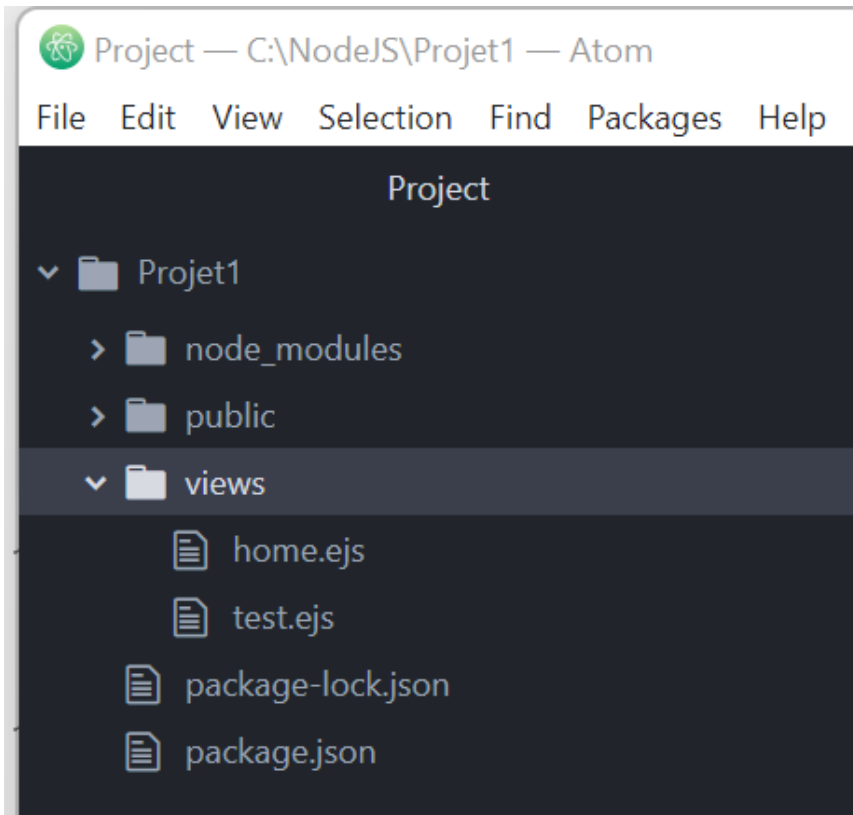 Project — C:\NodeJS\Projet1 — Atom
File Edit View Selection Find Packages Help
Project
Projet1
node_modules
public
views
home.ejs
test.ejs
package-lock.json
package.json